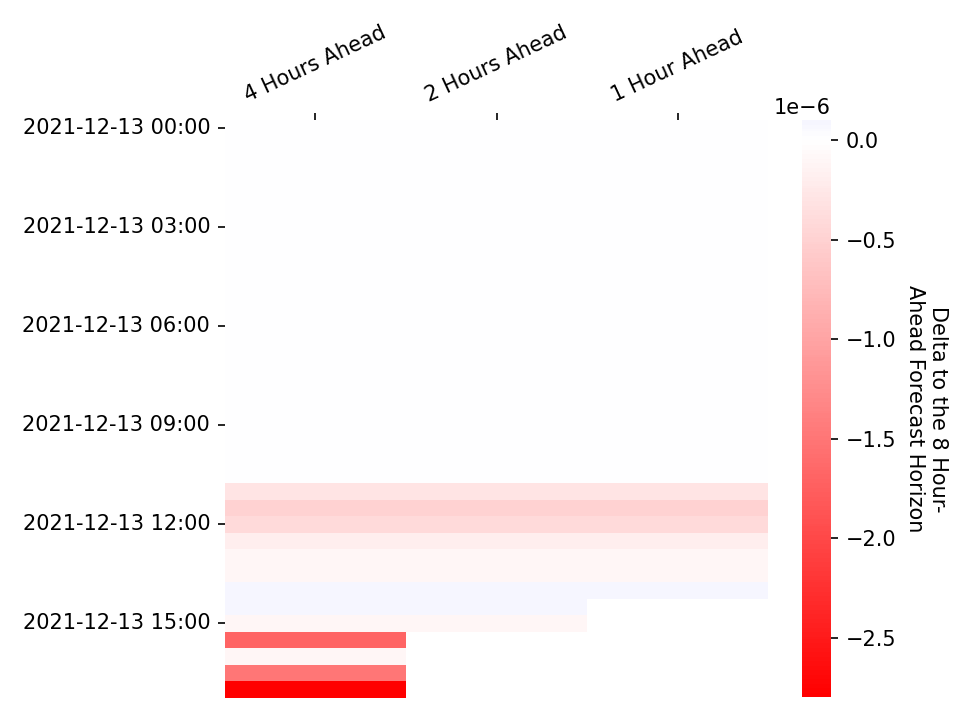 4 Hours Ahead
2 Hours Ahead
1 Hour Ahead
1e−6
2021-12-13 00:00
2021-12-13 03:00
2021-12-13 06:00
2021-12-13 09:00
2021-12-13 12:00
2021-12-13 15:00
0.0
−0.5
−1.0
−1.5
−2.0
−2.5
Delta to the 8 Hour-
Ahead Forecast Horizon